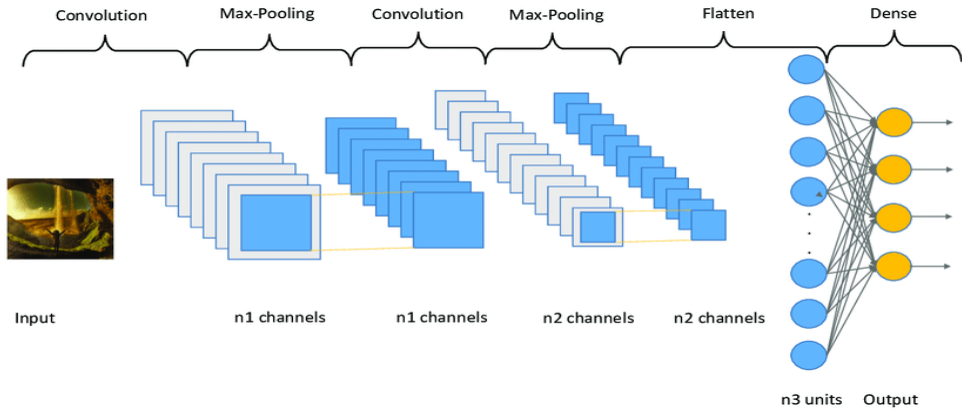 Convolution Max-Pooling Convolution Max-Pooling Flatten Dense
Input n1 channels n1 channels n2 channels n2 channels
n3 units Output